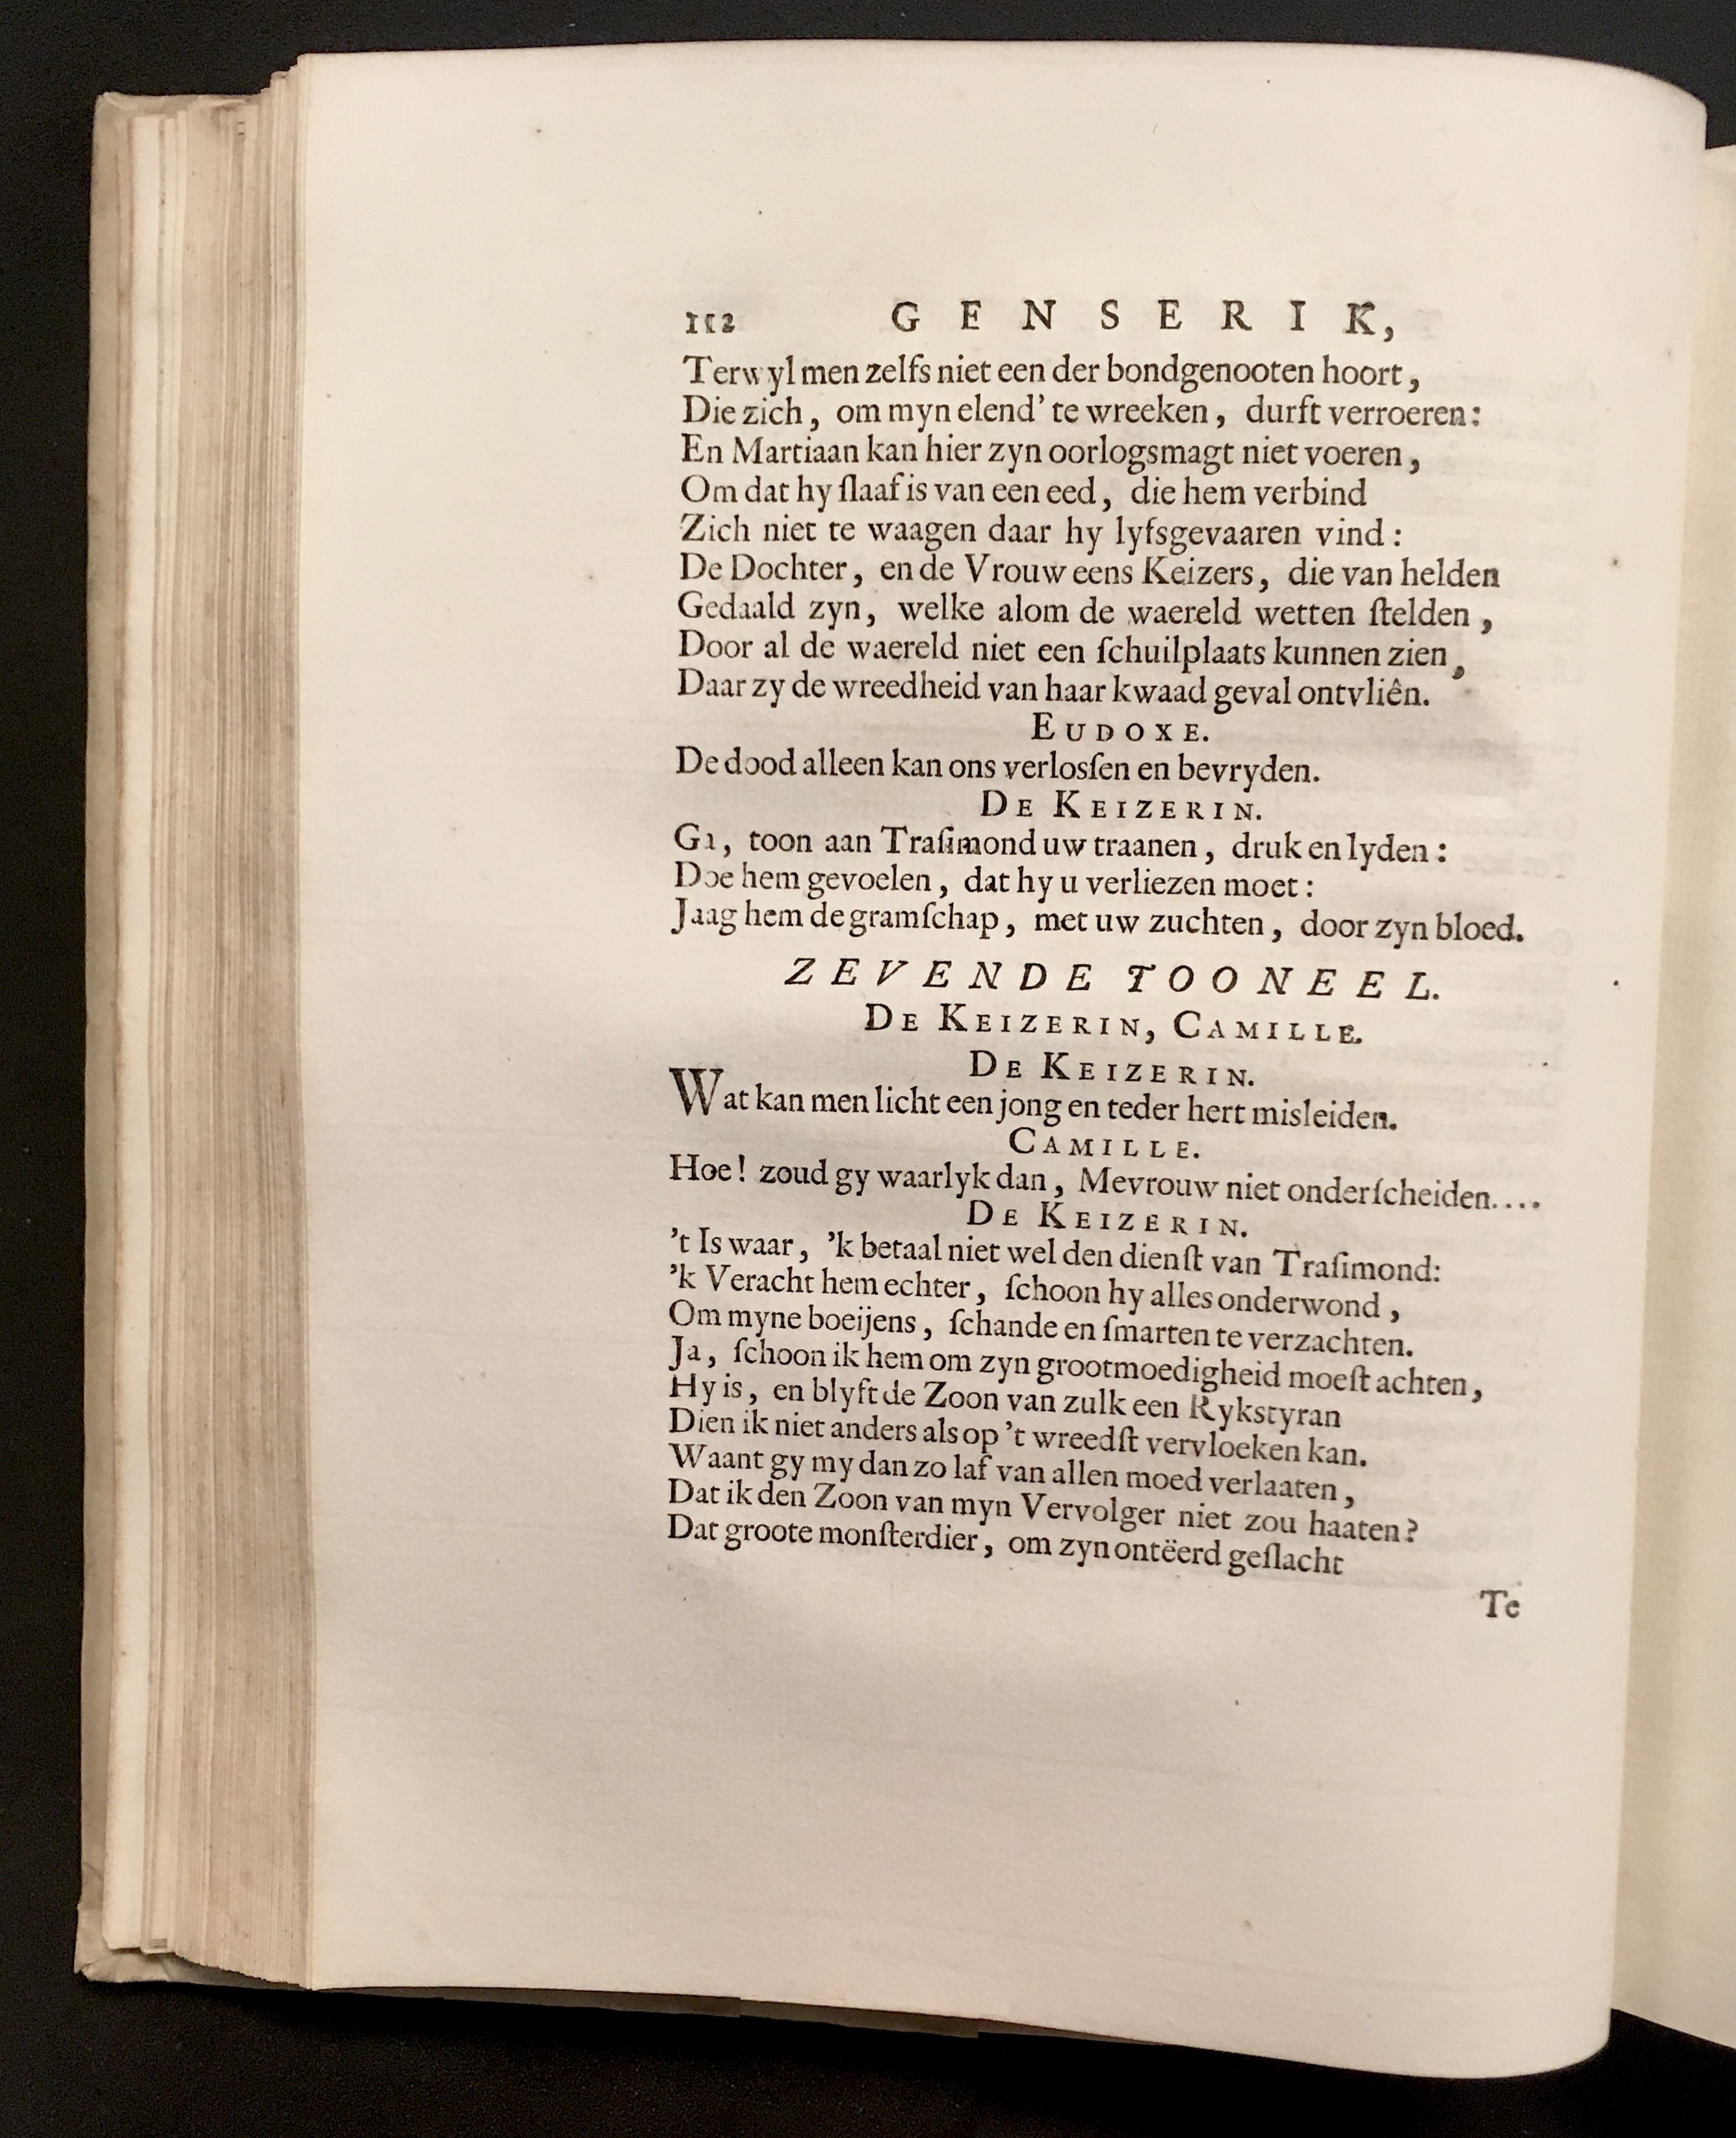 112 GENSERIK,
Terwyl men zelfs niet een der bondgenooten hoort,
Die zich, om myn elend' te wreeken, durft verroeren:
En Martiaan kan hier zyn oorlogsmagt niet voeren,
Om dat hy ſlaaf is van een eed, die hem verbind
Zich niet te waagen daar hy lyfsgevaaren vind:
De Dochter, en de Vrouw eens Keizers, die van helden
Gedaald zyn, welke alom de waereld wetten ſtelden,
Door al de waereld niet een ſchuilplaats kunnen zien,
Daar zy de wreedheid van haar kwaad geval ontvliên.
EUDOXE.
De dood alleen kan ons verlosſen en bevryden.
DE KEIZERIN.
Ga, toon aan Traſimond uw traanen, druk en lyden:
Doe hem gevoelen, dat hy u verliezen moet:
Jaag hem de gramſchap, met uw zuchten, door zyn bloed.
ZEVENDE TOONEEL.
DE KEIZERIN, CAMILLE.
DE KEIZERIN.
Wat kan men licht een jong en teder hert misleiden.
CAMILLE.
Hoe! zoud gy waarlyk dan, Mevrouw niet onderſcheiden....
DE KEIZERIN.
't Is waar, 'k betaal niet wel den dienſt van Traſimond:
'k Veracht hem echter, ſchoon hy alles onderwond,
Om myne boeijens, ſchande en ſmarten te verzachten.
Ja, ſchoon ik hem om zyn grootmoedigheid moeſt achten,
Hy is, en blyft de Zoon van zulk een Rykstyran
Dien ik niet anders als op 't wreedſt vervloeken kan.
Waant gy my dan zo laf van allen moed verlaaten,
Dat ik den Zoon van myn Vervolger niet zou haaten?
Dat groote monſterdier, om zyn ontëerd geſlacht
Te